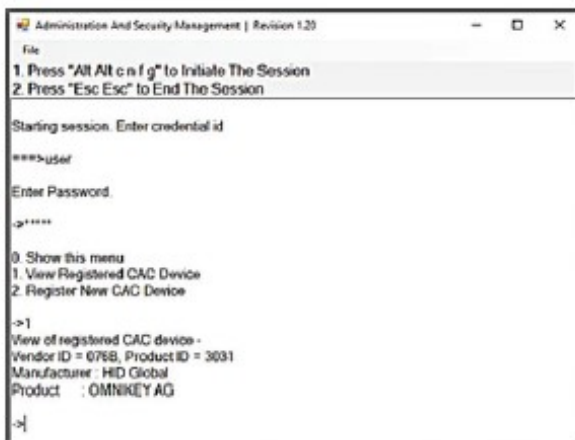 Administration And Security Management | Revision 1.20
File
1. Press "Alt Alt c n f g" to Initiate The Session
2. Press "Esc Esc" to End The Session
Starting session. Enter credential id
===>user
Enter Password.
->*****
0. Show this menu
1. View Registered CAC Device
2. Register New CAC Device
->1
View of registered CAC device -
Vendor ID = 076B, Product ID = 3031
Manufacturer : HID Global
Product : OMNIKEY AG
->